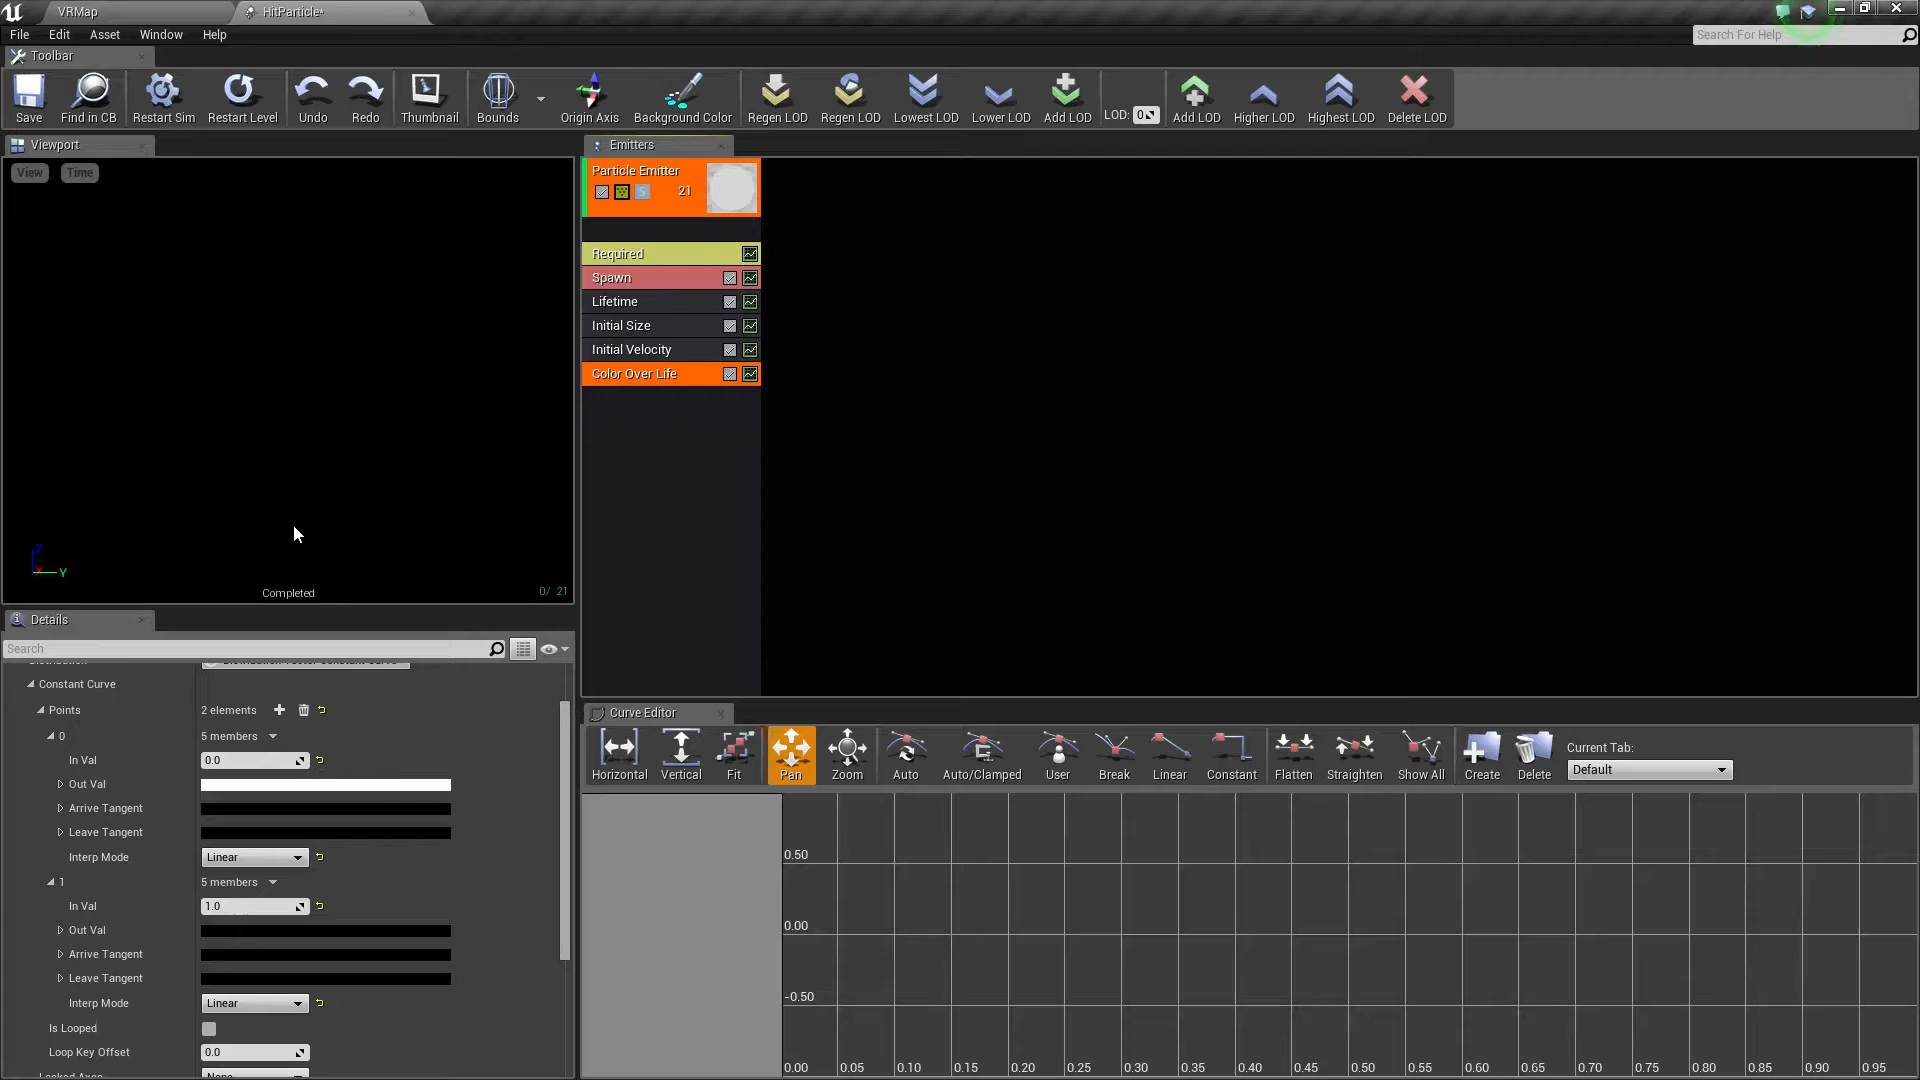 VRMap
HitParticle*
File Edit Asset Window Help
Search For Help
Toolbar
Save Find in CB Restart Sim Restart Level Undo Redo Thumbnail Bounds Origin Axis Background Color Regen LOD Regen LOD Lowest LOD Lower LOD Add LOD LOD: 0 Add LOD Higher LOD Highest LOD Delete LOD
Viewport
View Time
Z
X
Y
Completed
0/ 21
Emitters
Particle Emitter
S 21
Required
Spawn
Lifetime
Initial Size
Initial Velocity
Color Over Life
Details
Search
Constant Curve
Points 2 elements
0 5 members
In Val 0.0
Out Val
Arrive Tangent
Leave Tangent
Interp Mode Linear
1 5 members
In Val 1.0
Out Val
Arrive Tangent
Leave Tangent
Interp Mode Linear
Is Looped
Loop Key Offset 0.0
Curve Editor
Horizontal Vertical Fit Pan Zoom Auto Auto/Clamped User Break Linear Constant Flatten Straighten Show All Create Delete
Current Tab:
Default
0.50
0.00
-0.50
0.00 0.05 0.10 0.15 0.20 0.25 0.30 0.35 0.40 0.45 0.50 0.55 0.60 0.65 0.70 0.75 0.80 0.85 0.90 0.95